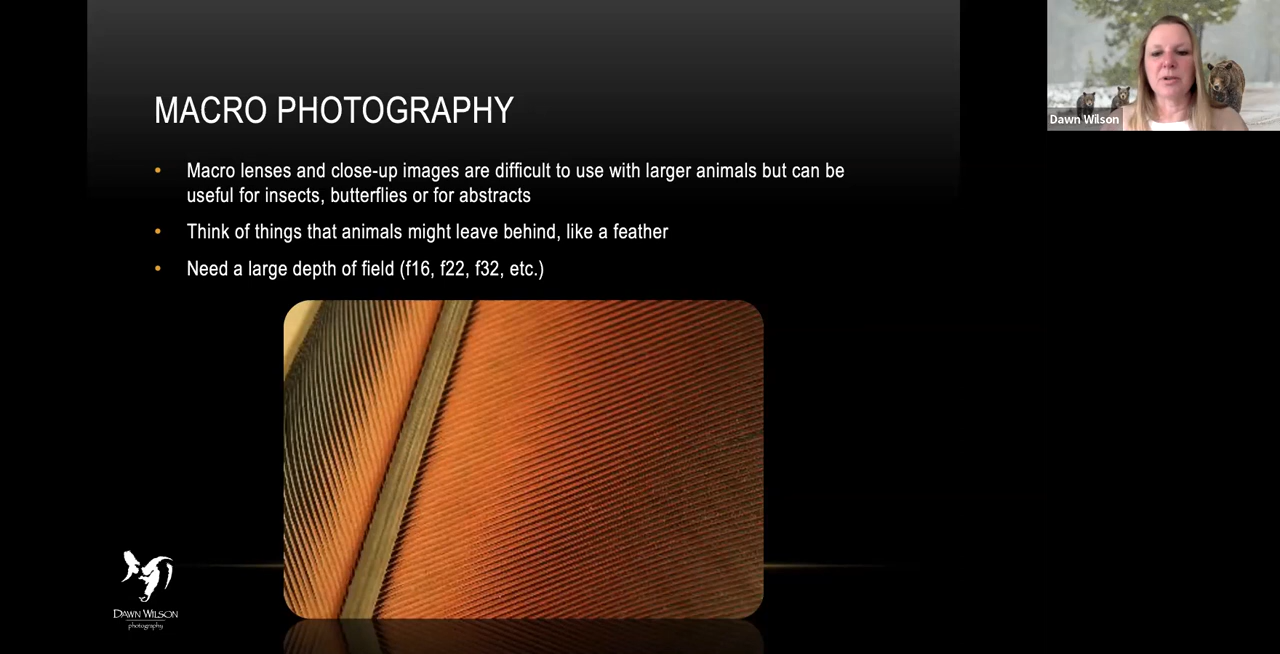 MACRO PHOTOGRAPHY
• Macro lenses and close-up images are difficult to use with larger animals but can be
useful for insects, butterflies or for abstracts
• Think of things that animals might leave behind, like a feather
• Need a large depth of field (f16, f22, f32, etc.)
Dawn Wilson
DAWN WILSON
photography